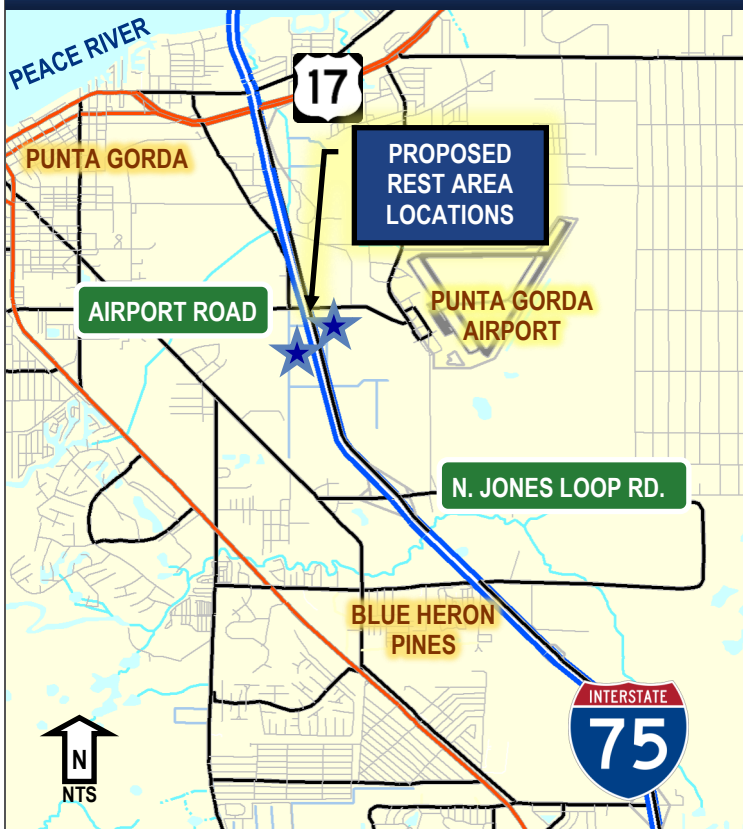 PEACE RIVER
17
PROPOSED
REST AREA
LOCATIONS
PUNTA GORDA
AIRPORT ROAD
PUNTA GORDA
AIRPORT
N. JONES LOOP RD.
BLUE HERON
PINES
INTERSTATE
75
N
NTS